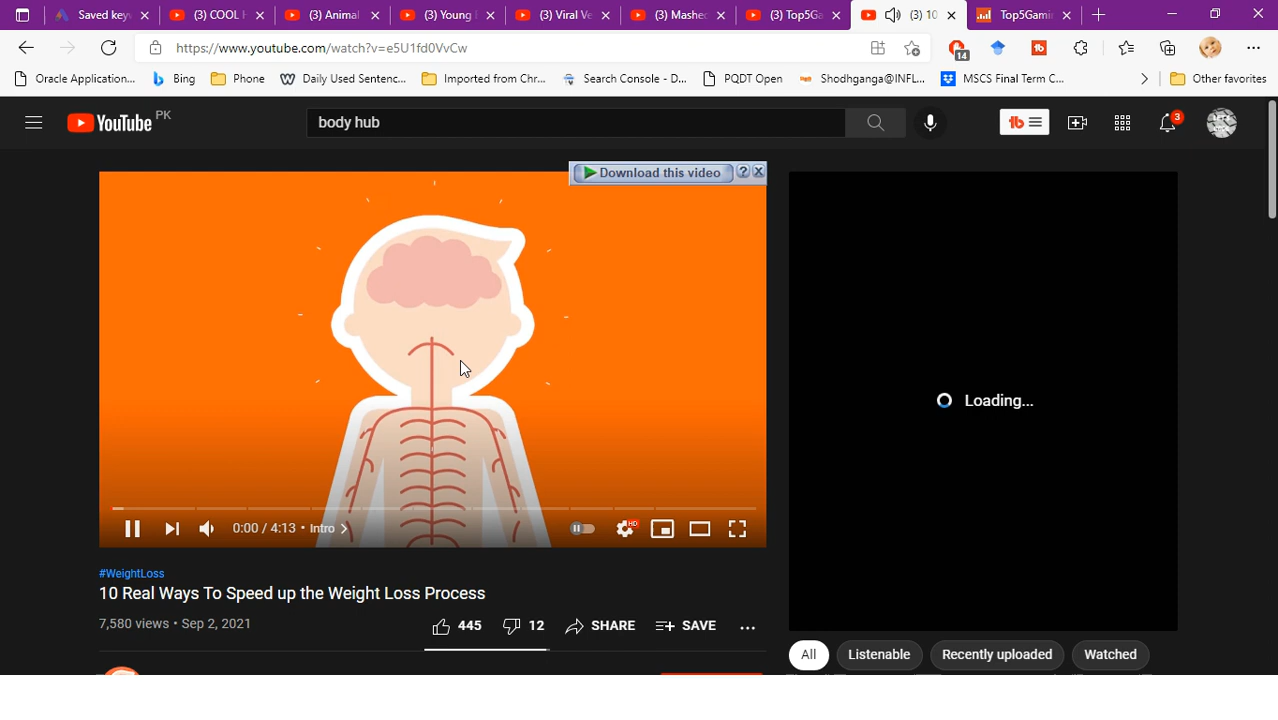 Saved key
(3) COOL
(3) Animal
(3) Young
(3) Viral Ve
(3) Mashed
(3) Top5Ga
(3) 10
Top5Gami
https://www.youtube.com/watch?v=e5U1fd0VvCw
14
Oracle Application...
Bing
Phone
Daily Used Sentenc...
Imported from Chr...
Search Console - D...
PQDT Open
Shodhganga@INFL...
MSCS Final Term C...
Other favorites
YouTube PK
body hub
3
Download this video
?
Loading...
0:00 / 4:13 • Intro
HD
#WeightLoss
10 Real Ways To Speed up the Weight Loss Process
7,580 views • Sep 2, 2021
445
12
SHARE
SAVE
All
Listenable
Recently uploaded
Watched